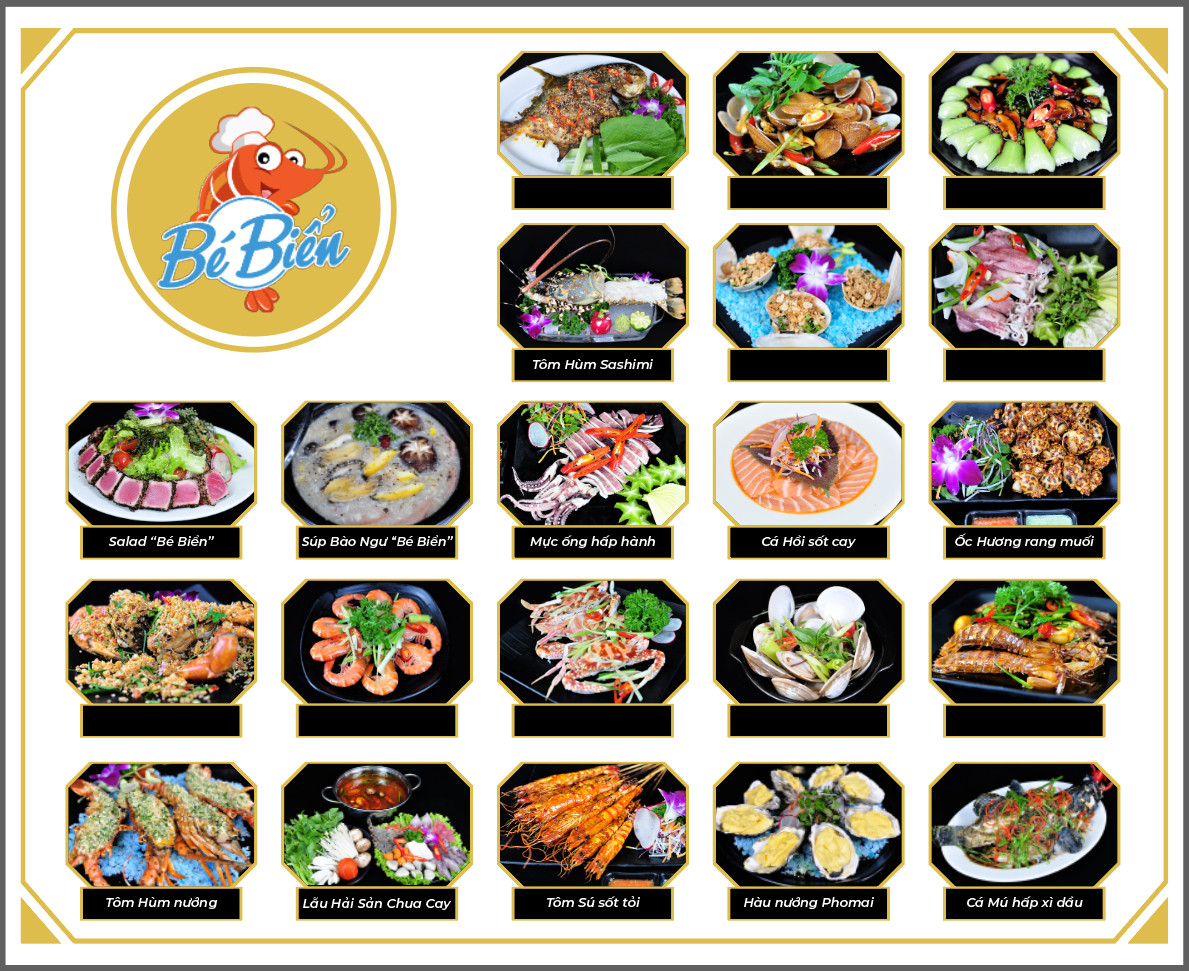 Bé Biển
Tôm Hùm Sashimi
Salad “Bé Biển”
Súp Bào Ngư “Bé Biển”
Mực ống hấp hành
Cá Hồi sốt cay
Ốc Hương rang muối
Tôm Hùm nướng
Lẩu Hải Sản Chua Cay
Tôm Sú sốt tỏi
Hàu nướng Phomai
Cá Mú hấp xì dầu